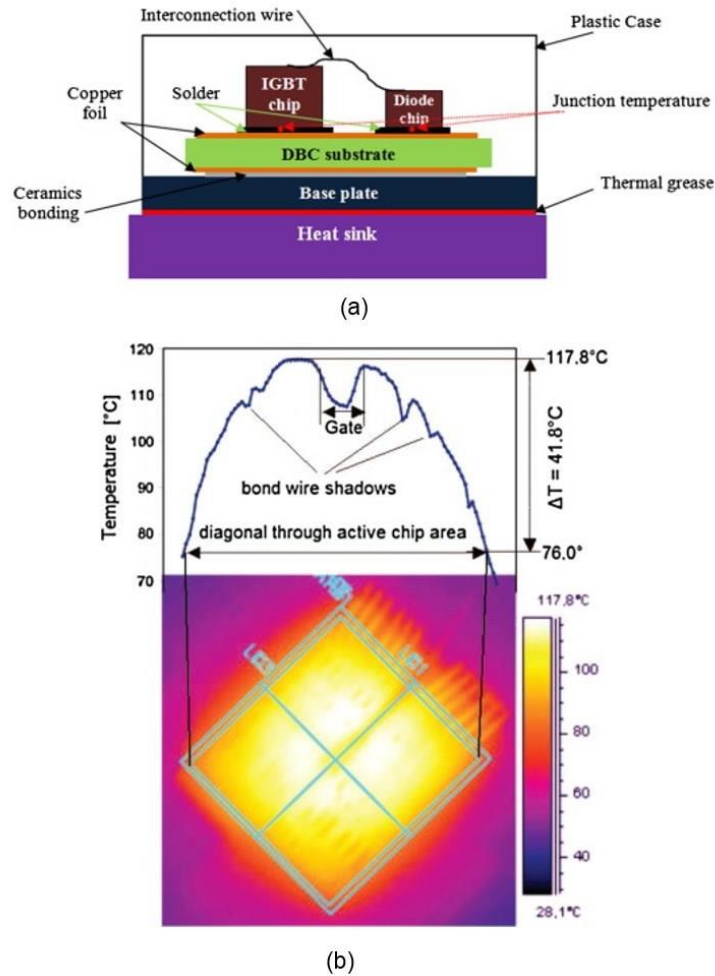 Interconnection wire
Plastic Case
IGBT
chip
Solder
Copper
foil
Diode
chip
Junction temperature
DBC substrate
Ceramics
bonding
Base plate
Thermal grease
Heat sink
(a)
Temperature [°C]
120
110
100
90
80
70
117.8°C
Gate
bond wire shadows
ΔT = 41.8°C
diagonal through active chip area
76.0°
117,8°C
100
80
60
40
28,1°C
(b)